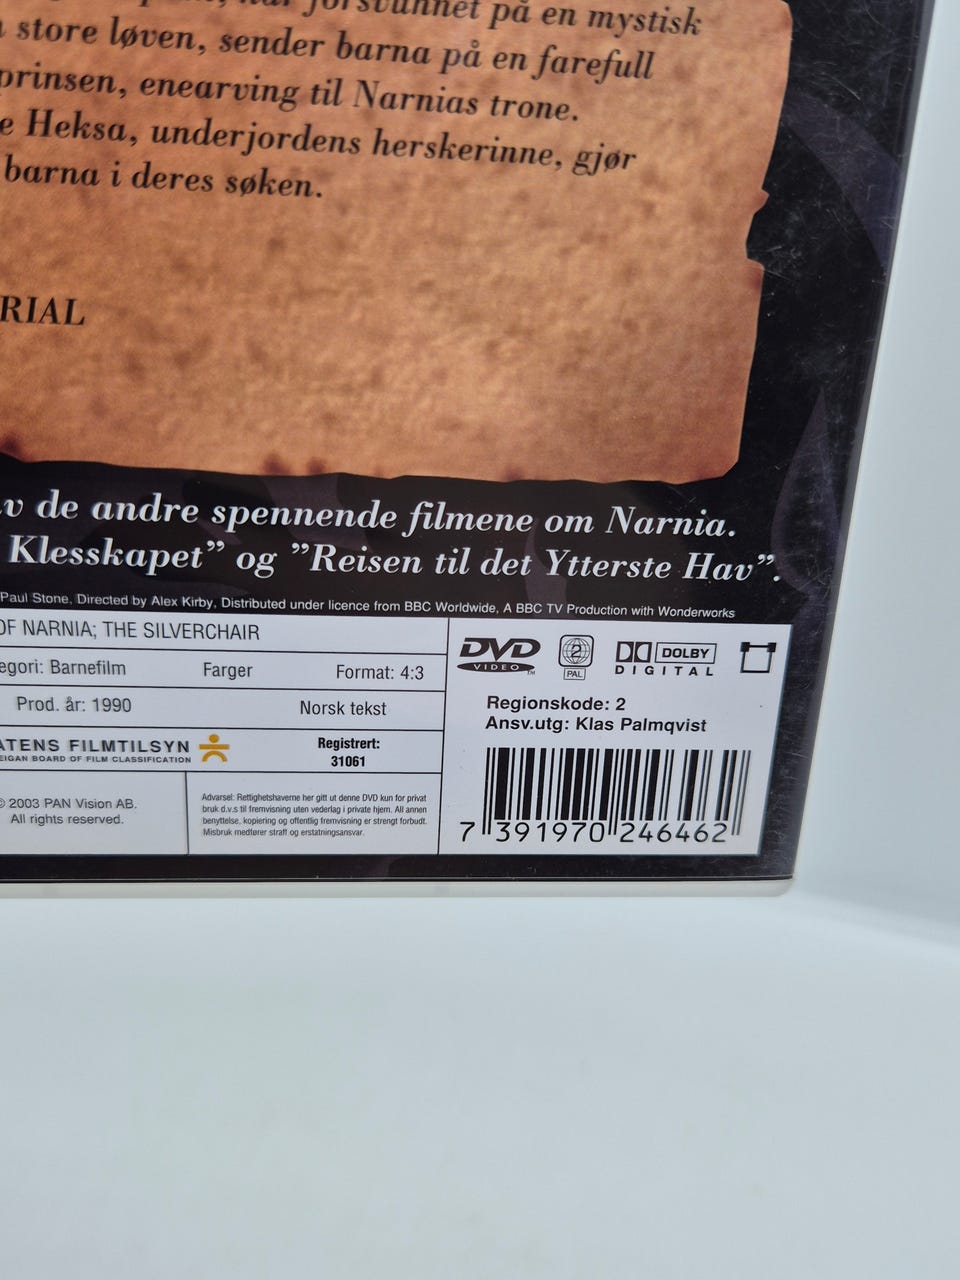 forsvunnet på en mystisk
store løven, sender barna på en farefull
prinsen, enearving til Narnias trone.
e Heksa, underjordens herskerinne, gjør
barna i deres søken.
RIAL
v de andre spennende filmene om Narnia.
Klesskapet" og "Reisen til det Ytterste Hav".
Paul Stone, Directed by Alex Kirby, Distributed under licence from BBC Worldwide, A BBC TV Production with Wonderworks
OF NARNIA; THE SILVERCHAIR
egori: Barnefilm Farger Format: 4:3
Prod. år: 1990 Norsk tekst
ATENS FILMTILSYN
EIGAN BOARD OF FILM CLASSIFICATION
Registrert:
31061
© 2003 PAN Vision AB.
All rights reserved.
Advarsel: Rettighetshaverne her gitt ut denne DVD kun for privat
bruk d.v.s til fremvisning uten vederlag i private hjem. All annen
benyttelse, kopiering og offentlig fremvisning er strengt forbudt.
Misbruk medfører straff og erstatningsansvar.
DVD
VIDEO TM
2
PAL
DOLBY
DIGITAL
Regionskode: 2
Ansv.utg: Klas Palmqvist
7 391970 246462